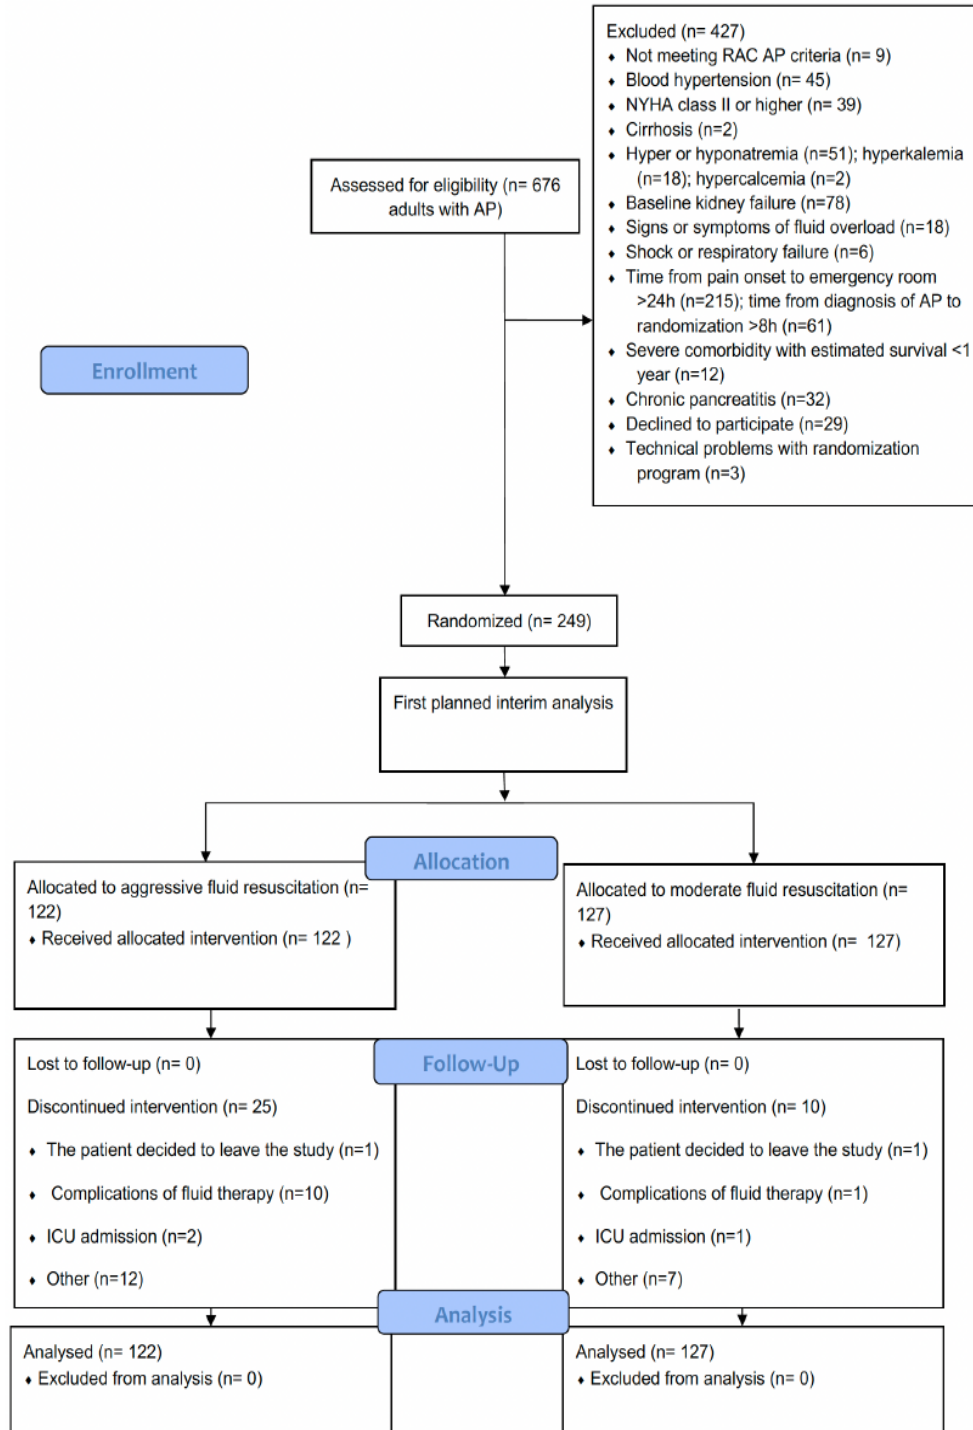 Excluded (n= 427)
♦ Not meeting RAC AP criteria (n= 9)
♦ Blood hypertension (n= 45)
♦ NYHA class II or higher (n= 39)
♦ Cirrhosis (n=2)
♦ Hyper or hyponatremia (n=51); hyperkalemia
(n=18); hypercalcemia (n=2)
♦ Baseline kidney failure (n=78)
♦ Signs or symptoms of fluid overload (n=18)
♦ Shock or respiratory failure (n=6)
♦ Time from pain onset to emergency room
>24h (n=215); time from diagnosis of AP to
randomization >8h (n=61)
♦ Severe comorbidity with estimated survival <1
year (n=12)
♦ Chronic pancreatitis (n=32)
♦ Declined to participate (n=29)
♦ Technical problems with randomization
program (n=3)
Assessed for eligibility (n= 676
adults with AP)
Enrollment
Randomized (n= 249)
First planned interim analysis
Allocation
Allocated to aggressive fluid resuscitation (n=
122)
♦ Received allocated intervention (n= 122 )
Allocated to moderate fluid resuscitation (n=
127)
♦ Received allocated intervention (n=  127)
Follow-Up
Lost to follow-up (n= 0)
Discontinued intervention (n= 25)
♦ The patient decided to leave the study (n=1)
♦ Complications of fluid therapy (n=10)
♦ ICU admission (n=2)
♦ Other (n=12)
Lost to follow-up (n= 0)
Discontinued intervention (n= 10)
♦ The patient decided to leave the study (n=1)
♦ Complications of fluid therapy (n=1)
♦ ICU admission (n=1)
♦ Other (n=7)
Analysis
Analysed (n= 122)
♦ Excluded from analysis (n= 0)
Analysed (n= 127)
♦ Excluded from analysis (n= 0)